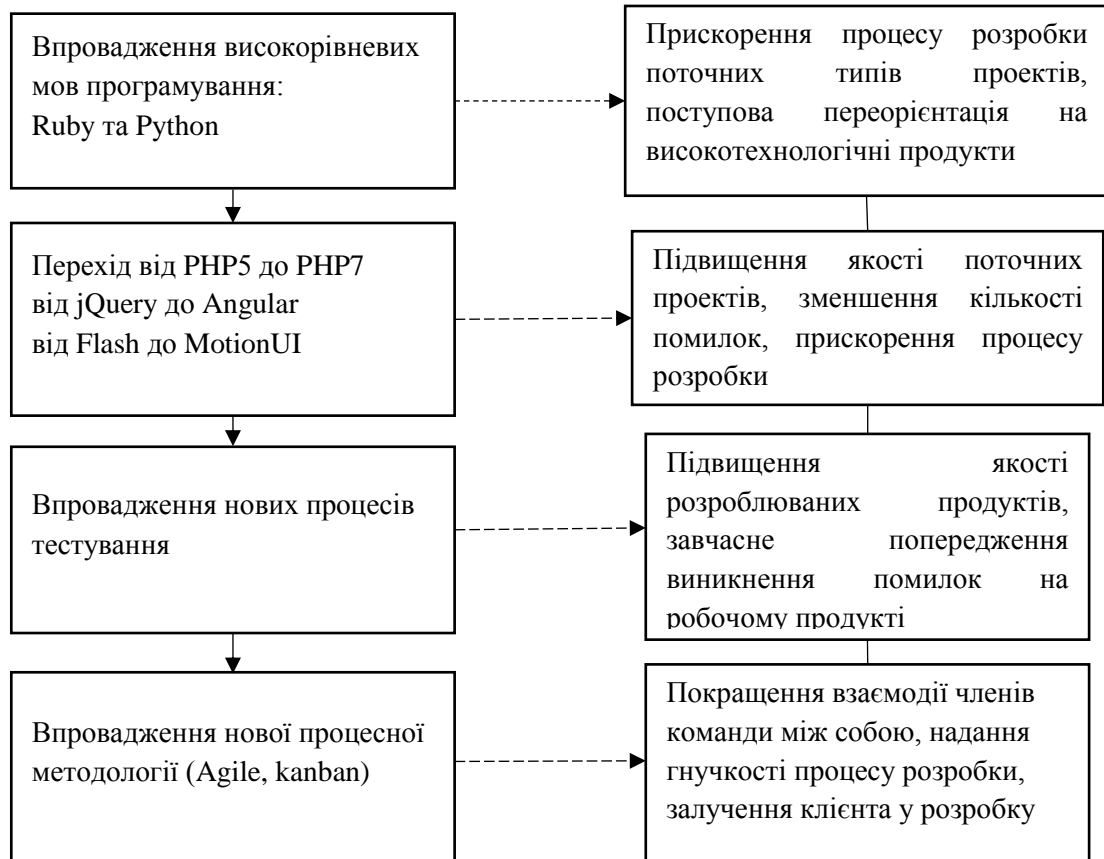 Впровадження високорівневих
мов програмування:
Ruby та Python
Прискорення процесу розробки
поточних типів проектів,
поступова переорієнтація на
високотехнологічні продукти
Перехід від PHP5 до PHP7
від jQuery до Angular
від Flash до MotionUI
Підвищення якості поточних
проектів, зменшення кількості
помилок, прискорення процесу
розробки
Впровадження нових процесів
тестування
Підвищення якості
розроблюваних продуктів,
завчасне попередження
виникнення помилок на
робочому продукті
Впровадження нової процесної
методології (Agile, kanban)
Покращення взаємодії членів
команди між собою, надання
гнучкості процесу розробки,
залучення клієнта у розробку